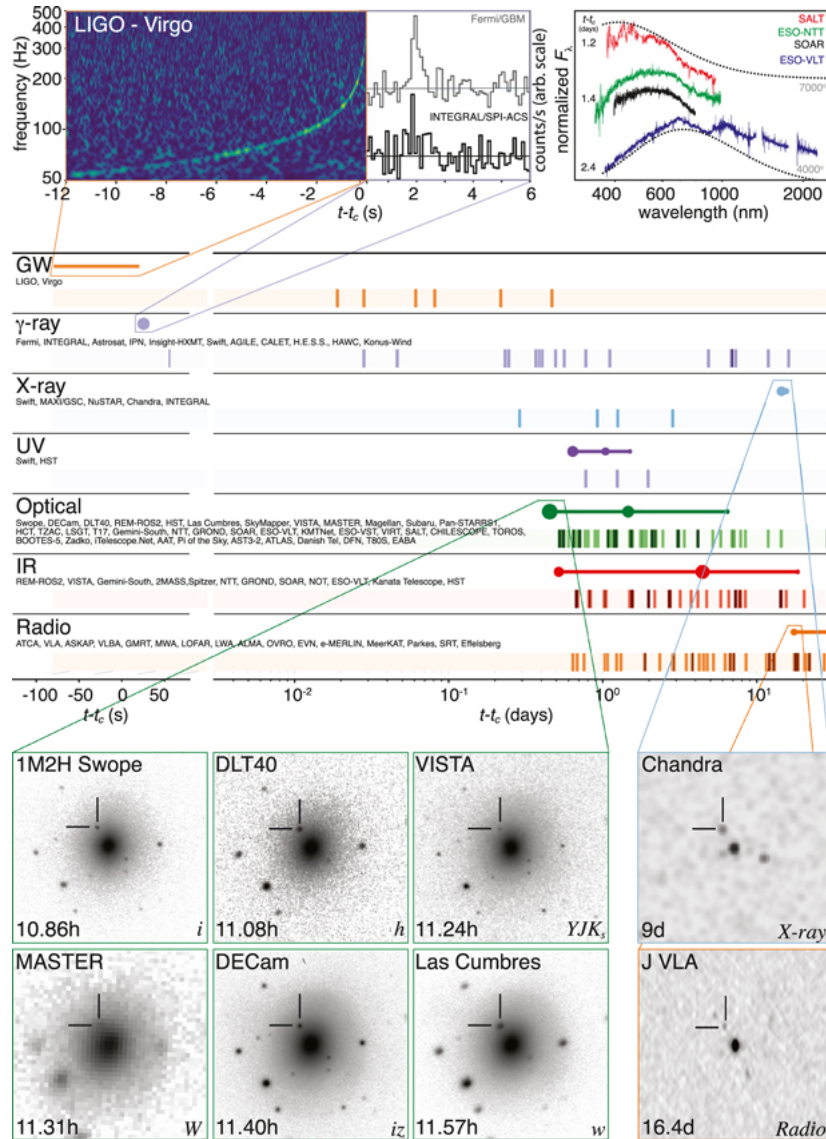 LIGO - Virgo
frequency (Hz)
500
400
300
200
100
50
-12 -10 -8 -6 -4 -2 0 2 4 6
t-tc (s)
Fermi/GBM
INTEGRAL/SPI-ACS
counts/s (arb. scale)
normalized Fλ
t-tc
(days)
1.2
1.4
2.4
SALT
ESO-NTT
SOAR
ESO-VLT
7000°
4000°
400 600 1000 2000
wavelength (nm)
GW
LIGO, Virgo
γ-ray
Fermi, INTEGRAL, Astrosat, IPN, Insight-HXMT, Swift, AGILE, CALET, H.E.S.S., HAWC, Konus-Wind
X-ray
Swift, MAXI/GSC, NuSTAR, Chandra, INTEGRAL
UV
Swift, HST
Optical
Swope, DECam, DLT40, REM-ROS2, HST, Las Cumbres, SkyMapper, VISTA, MASTER, Magellan, Subaru, Pan-STARRS1,
HCT, TZAC, LSGT, T17, Gemini-South, NTT, GROND, SOAR, ESO-VLT, KMTNet, ESO-VST, VIRT, SALT, CHILESCOPE, TOROS,
BOOTES-5, Zadko, iTelescope.Net, AAT, Pi of the Sky, AST3-2, ATLAS, Danish Tel, DFN, T80S, EABA
IR
REM-ROS2, VISTA, Gemini-South, 2MASS,Spitzer, NTT, GROND, SOAR, NOT, ESO-VLT, Kanata Telescope, HST
Radio
ATCA, VLA, ASKAP, VLBA, GMRT, MWA, LOFAR, LWA, ALMA, OVRO, EVN, e-MERLIN, MeerKAT, Parkes, SRT, Effelsberg
-100 -50 0 50 10⁻² 10⁻¹ 10⁰ 10¹
t-tc (s)
t-tc (days)
1M2H Swope
10.86h
i
DLT40
11.08h
h
VISTA
11.24h
YJKs
Chandra
9d
X-ray
MASTER
11.31h
W
DECam
11.40h
iz
Las Cumbres
11.57h
w
J VLA
16.4d
Radio